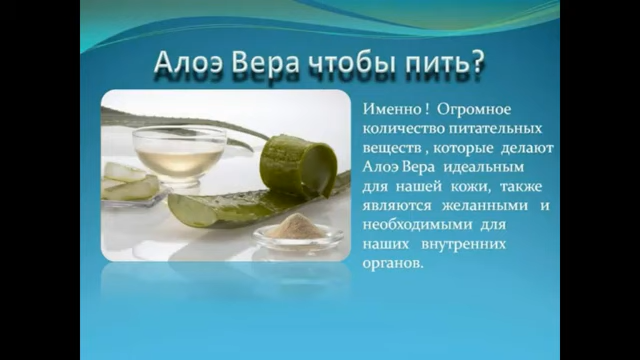 Алоэ Вера чтобы пить?
Именно ! Огромное
количество питательных
веществ , которые делают
Алоэ Вера идеальным
для нашей кожи, также
являются желанными и
необходимыми для
наших внутренних
органов.